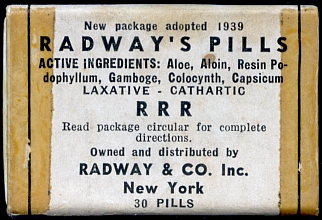 New package adopted 1939
RADWAY'S PILLS
ACTIVE INGREDIENTS: Aloe, Aloin, Resin Po-
dophyllum, Gamboge, Colocynth, Capsicum
LAXATIVE - CATHARTIC
RRR
Read package circular for complete
directions.
Owned and distributed by
RADWAY & CO. Inc.
New York
30 PILLS